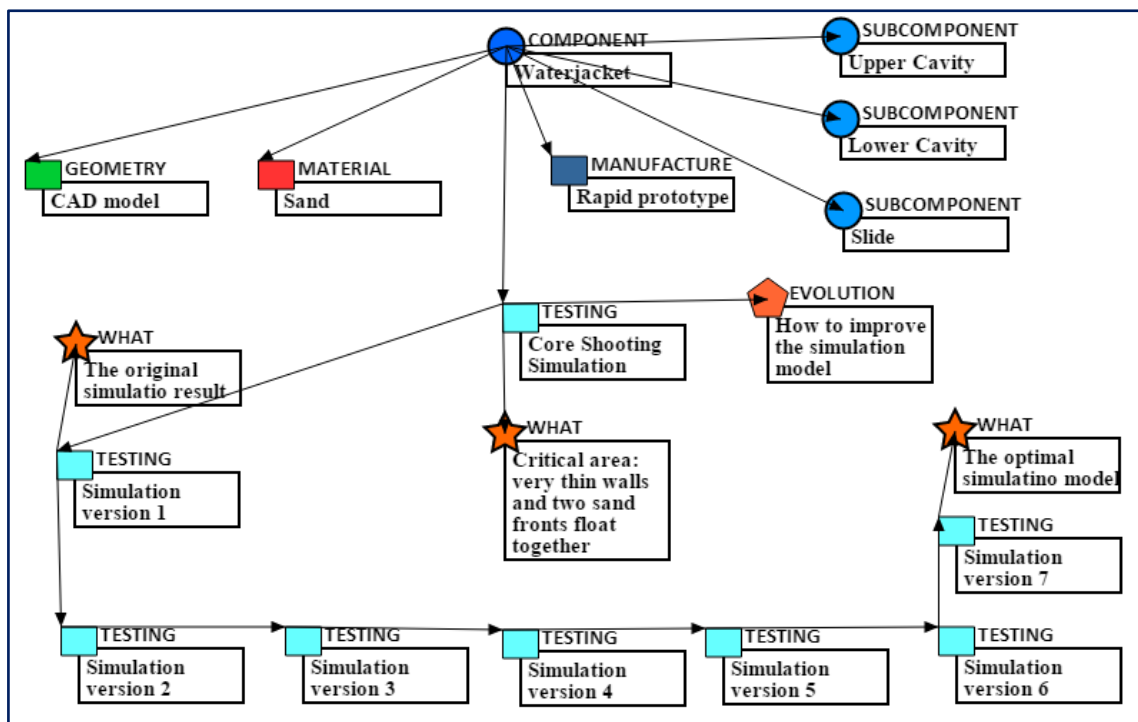 COMPONENT
Waterjacket
SUBCOMPONENT
Upper Cavity
SUBCOMPONENT
Lower Cavity
GEOMETRY
CAD model
MATERIAL
Sand
MANUFACTURE
Rapid prototype
SUBCOMPONENT
Slide
EVOLUTION
How to improve
the simulation
model
TESTING
Core Shooting
Simulation
WHAT
The original
simulatio result
WHAT
Critical area:
very thin walls
and two sand
fronts float
together
WHAT
The optimal
simulatino model
TESTING
Simulation
version 1
TESTING
Simulation
version 7
TESTING
Simulation
version 2
TESTING
Simulation
version 3
TESTING
Simulation
version 4
TESTING
Simulation
version 5
TESTING
Simulation
version 6